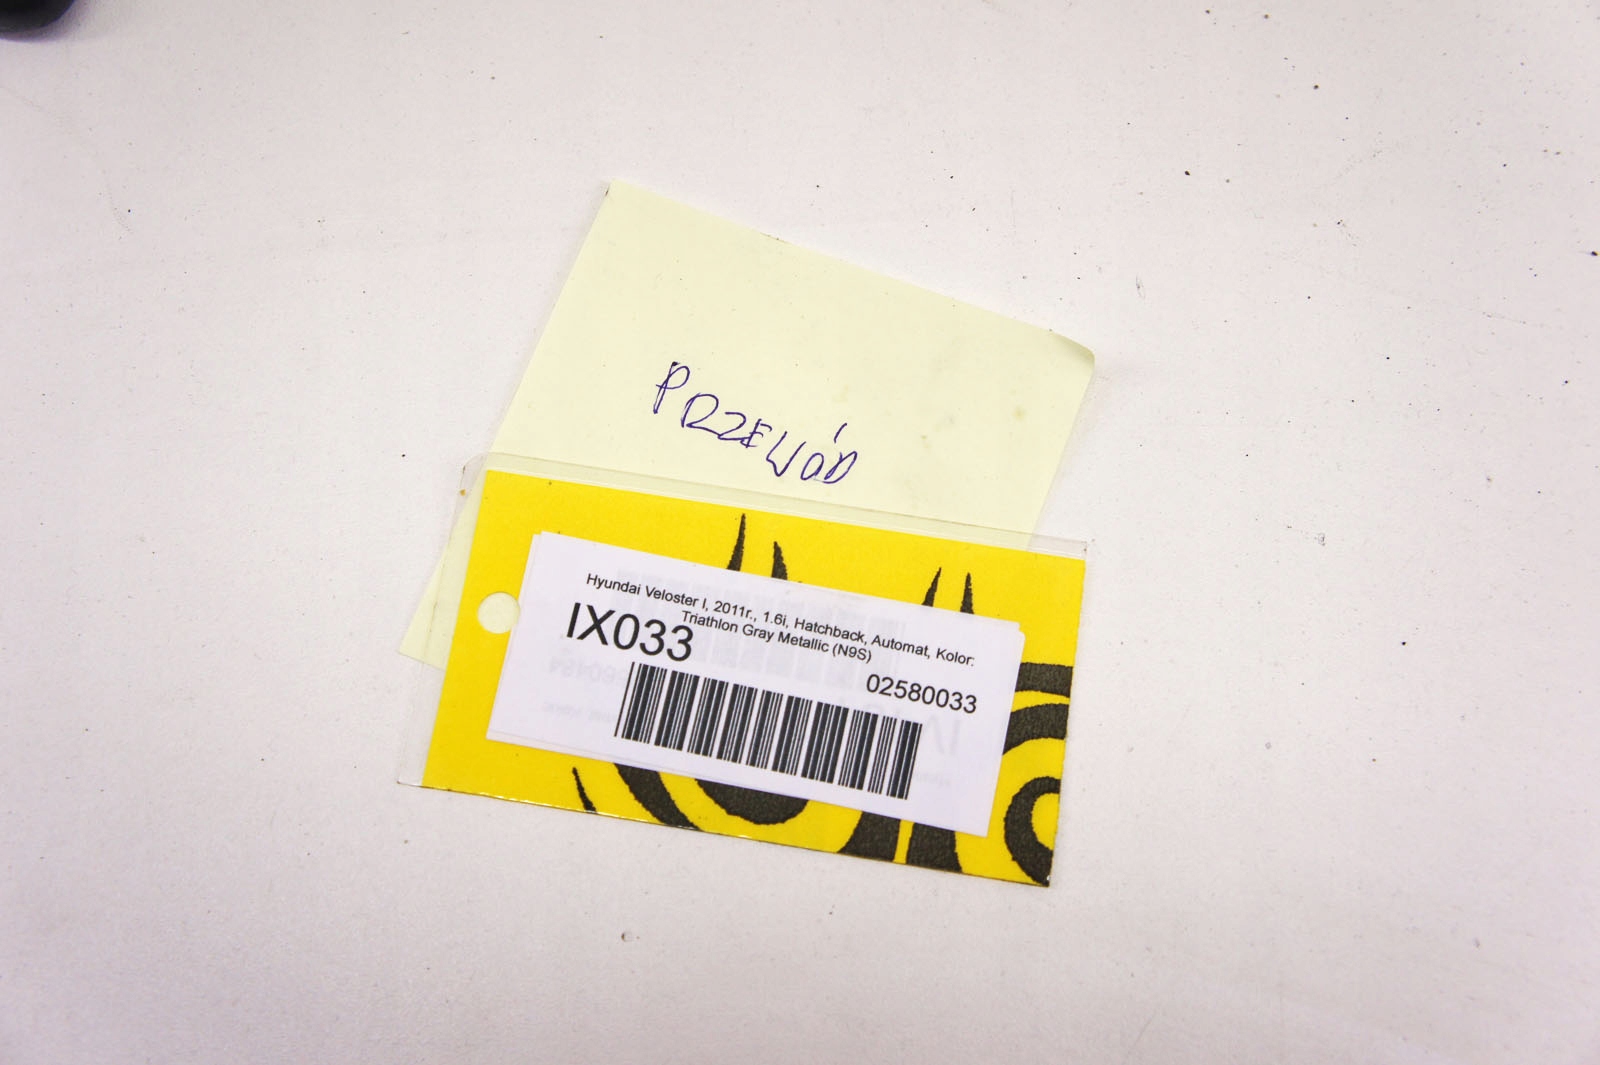 PRZEWÓD
Hyundai Veloster I, 2011r., 1.6i, Hatchback, Automat, Kolor:
Triathlon Gray Metallic (N9S)
IX033
02580033